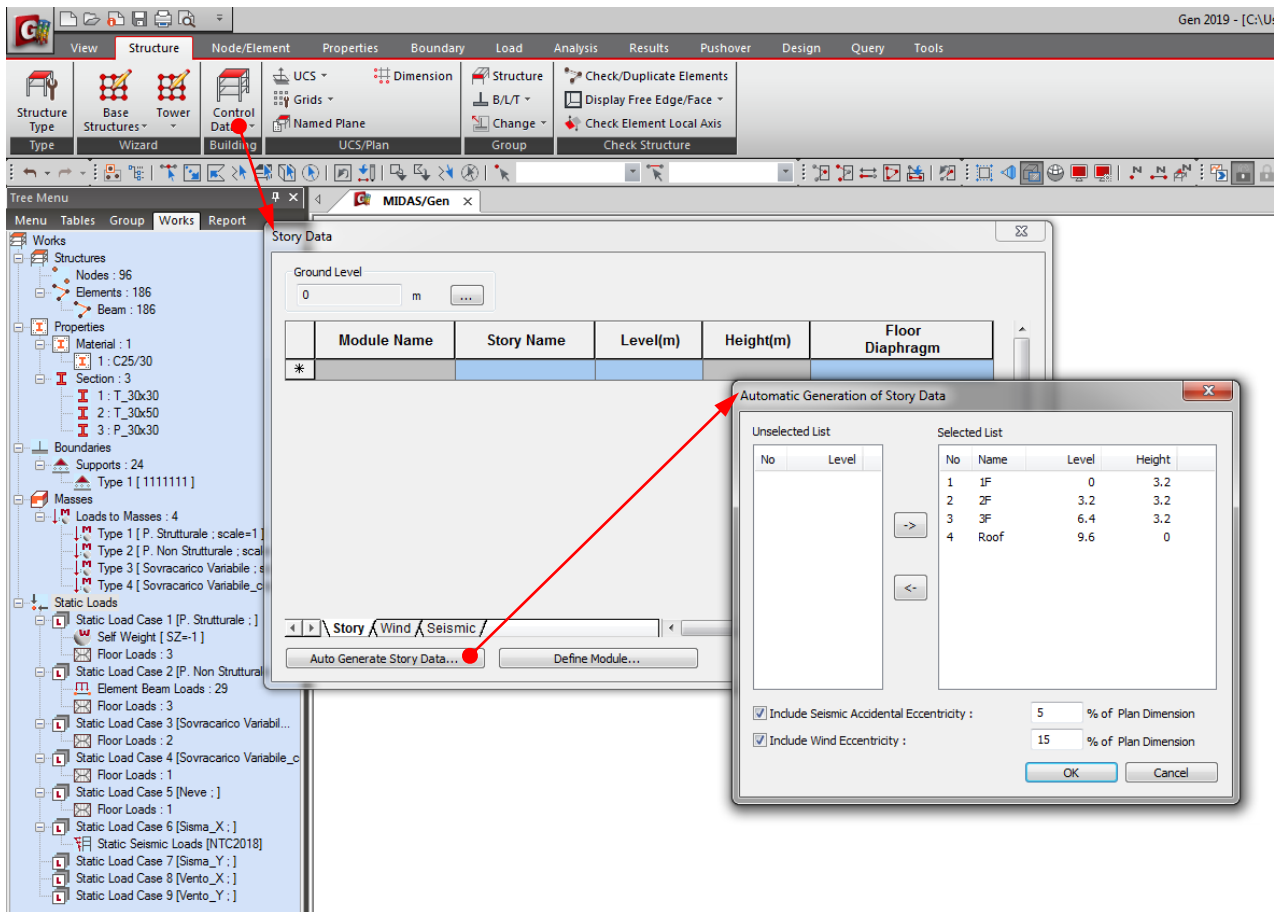 Gen 2019 - [C:\Us
View Structure Node/Element Properties Boundary Load Analysis Results Pushover Design Query Tools
Structure Type
Base Structures
Tower
Control Data
UCS
Grids
Named Plane
Dimension
Structure
B/L/T
Change
Check/Duplicate Elements
Display Free Edge/Face
Check Element Local Axis
Type Wizard Building UCS/Plan Group Check Structure
Tree Menu
MIDAS/Gen
Menu Tables Group Works Report
Works
Structures
Nodes : 96
Elements : 186
Beam : 186
Properties
Material : 1
1 : C25/30
Section : 3
1 : T_30x30
2 : T_30x50
3 : P_30x30
Boundaries
Supports : 24
Type 1 [ 1111111 ]
Masses
Loads to Masses : 4
Type 1 [ P. Strutturale ; scale=1 ]
Type 2 [ P. Non Strutturale ; scal
Type 3 [ Sovracarico Variabile ; s
Type 4 [ Sovracarico Variabile_c
Static Loads
Static Load Case 1 [P. Strutturale ; ]
Self Weight [ SZ=-1 ]
Floor Loads : 3
Static Load Case 2 [P. Non Struttural
Element Beam Loads : 29
Floor Loads : 3
Static Load Case 3 [Sovracarico Variabil...
Floor Loads : 2
Static Load Case 4 [Sovracarico Variabile_c
Floor Loads : 1
Static Load Case 5 [Neve ; ]
Floor Loads : 1
Static Load Case 6 [Sisma_X ; ]
Static Seismic Loads [NTC2018]
Static Load Case 7 [Sisma_Y ; ]
Static Load Case 8 [Vento_X ; ]
Static Load Case 9 [Vento_Y ; ]
Story Data
Ground Level
0 m ...
Module Name Story Name Level(m) Height(m) Floor Diaphragm
*
Story Wind Seismic
Auto Generate Story Data... Define Module...
Automatic Generation of Story Data
Unselected List
No Level
->
<-
Selected List
No Name Level Height
1 1F 0 3.2
2 2F 3.2 3.2
3 3F 6.4 3.2
4 Roof 9.6 0
Include Seismic Accidental Eccentricity : 5 % of Plan Dimension
Include Wind Eccentricity : 15 % of Plan Dimension
OK Cancel